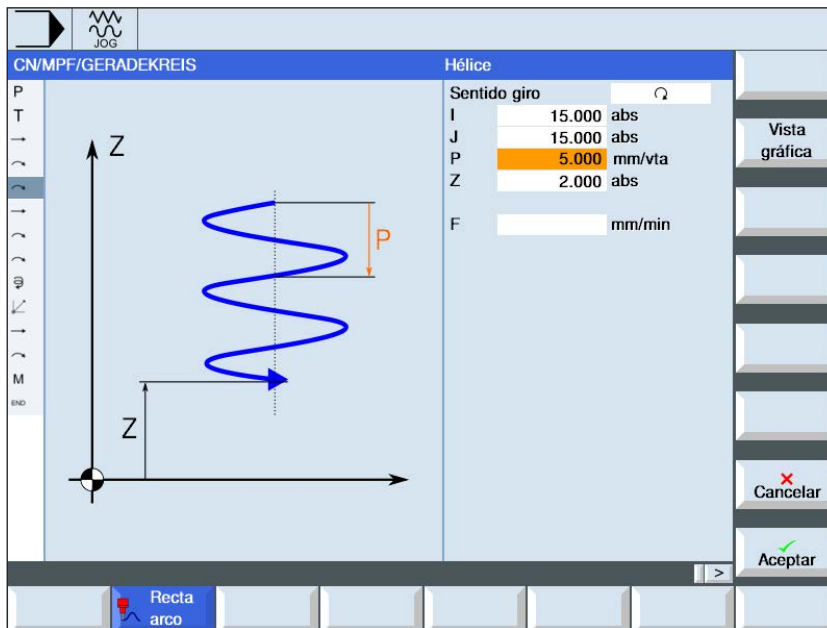 JOG
CN/MPF/GERADEKREIS
Hélice
P
T
M
END
Z
P
Z
Sentido giro
I 15.000 abs
J 15.000 abs
P 5.000 mm/vta
Z 2.000 abs
F mm/min
Vista
gráfica
Cancelar
Aceptar
>
Recta
arco